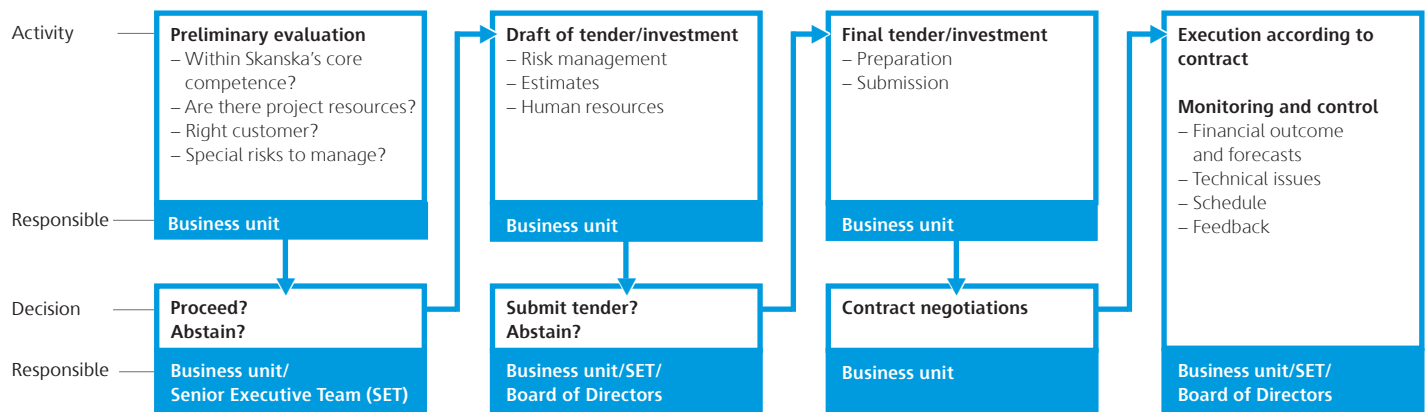 Activity
Preliminary evaluation
– Within Skanska's core
competence?
– Are there project resources?
– Right customer?
– Special risks to manage?
Responsible
Business unit
Decision
Proceed?
Abstain?
Responsible
Business unit/
Senior Executive Team (SET)
Draft of tender/investment
– Risk management
– Estimates
– Human resources
Business unit
Submit tender?
Abstain?
Business unit/SET/
Board of Directors
Final tender/investment
– Preparation
– Submission
Business unit
Contract negotiations
Business unit
Execution according to
contract
Monitoring and control
– Financial outcome
and forecasts
– Technical issues
– Schedule
– Feedback
Business unit/SET/
Board of Directors